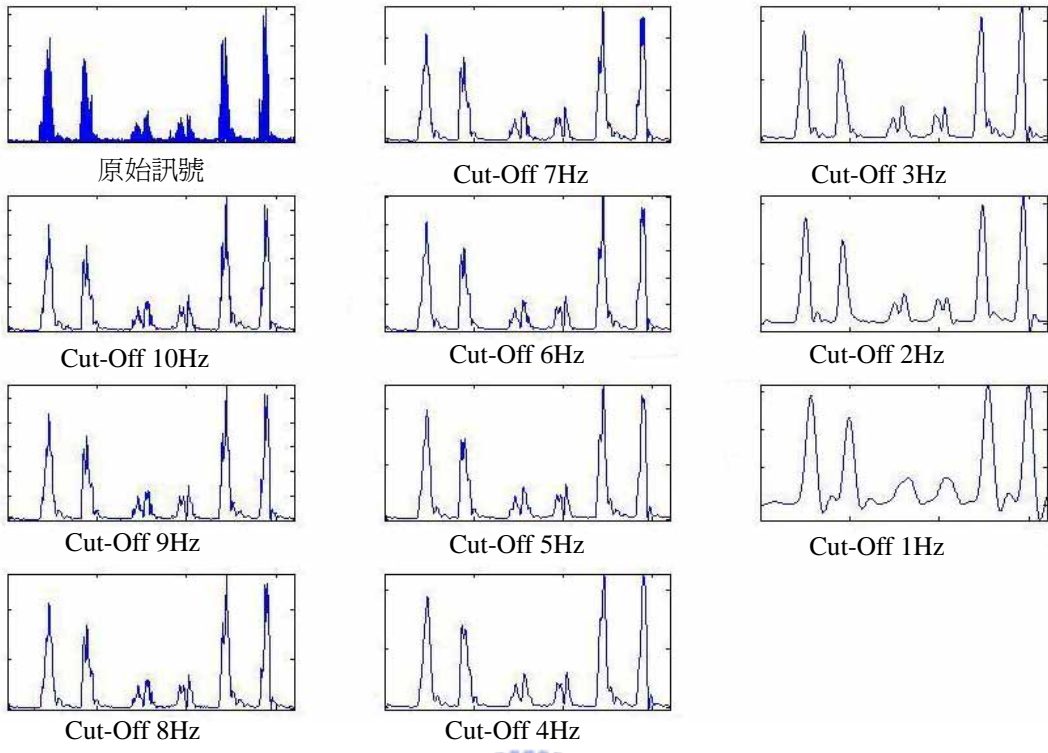 原始訊號
Cut-Off 7Hz
Cut-Off 3Hz
Cut-Off 10Hz
Cut-Off 6Hz
Cut-Off 2Hz
Cut-Off 9Hz
Cut-Off 5Hz
Cut-Off 1Hz
Cut-Off 8Hz
Cut-Off 4Hz